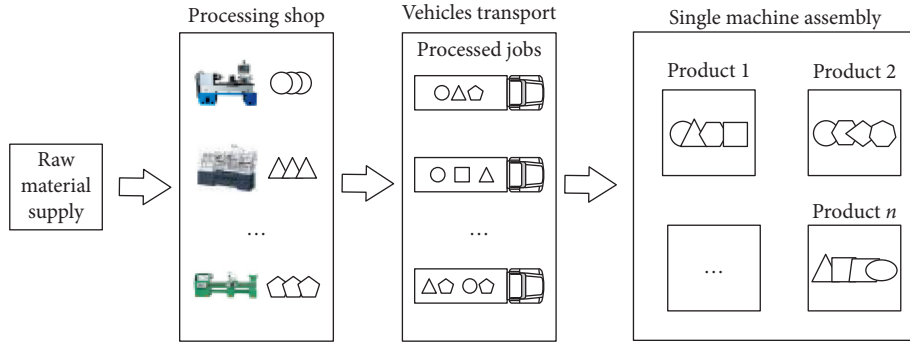 Processing shop
Vehicles transport
Single machine assembly
Processed jobs
Product 1
Product 2
Raw
material
supply
...
...
Product n
...